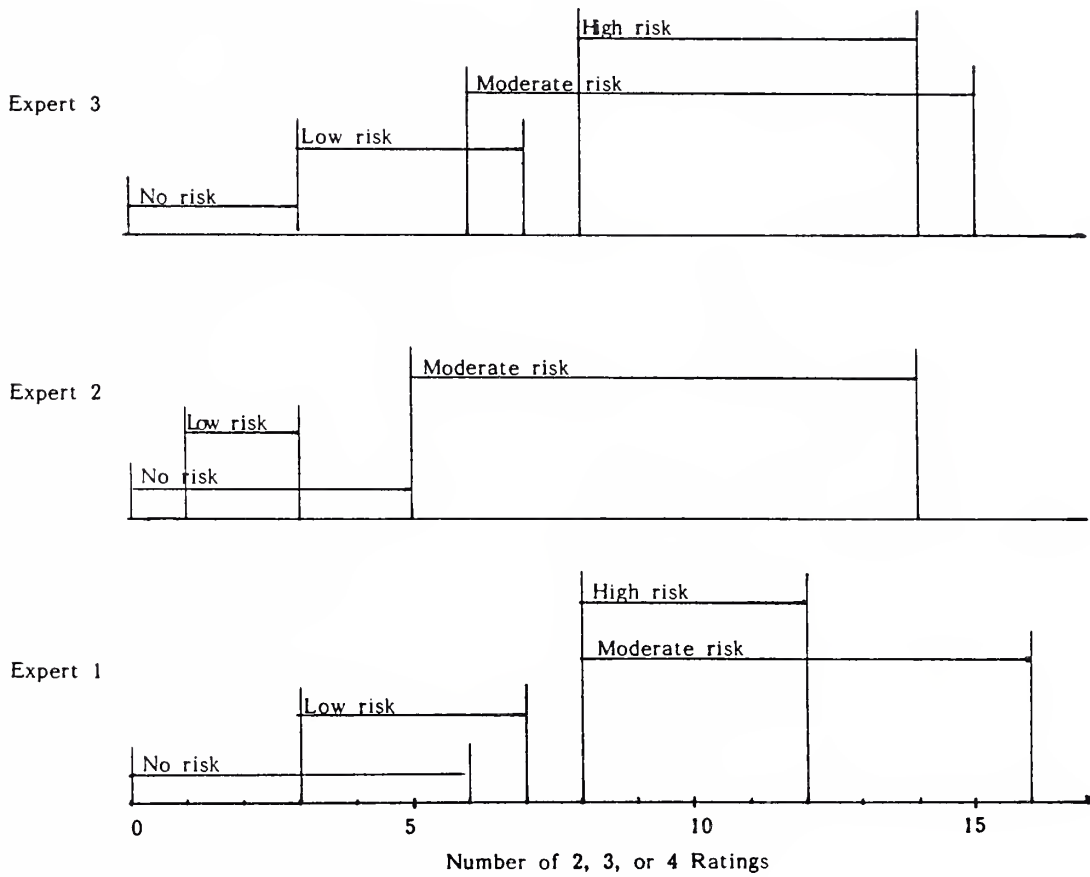 High risk
Moderate risk
Expert 3
Low risk
No risk
Moderate risk
Expert 2
Low risk
No risk
High risk
Moderate risk
Expert 1
Low risk
No risk
0 5 10 15
Number of 2, 3, or 4 Ratings